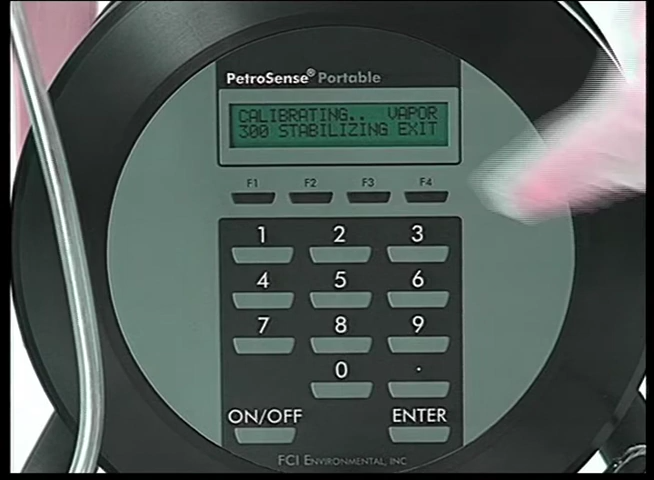 PetroSense® Portable
CALIBRATING.. VAPOR
300 STABILIZING EXIT
F1 F2 F3 F4
1 2 3
4 5 6
7 8 9
0 .
ON/OFF ENTER
FCI ENVIRONMENTAL, INC